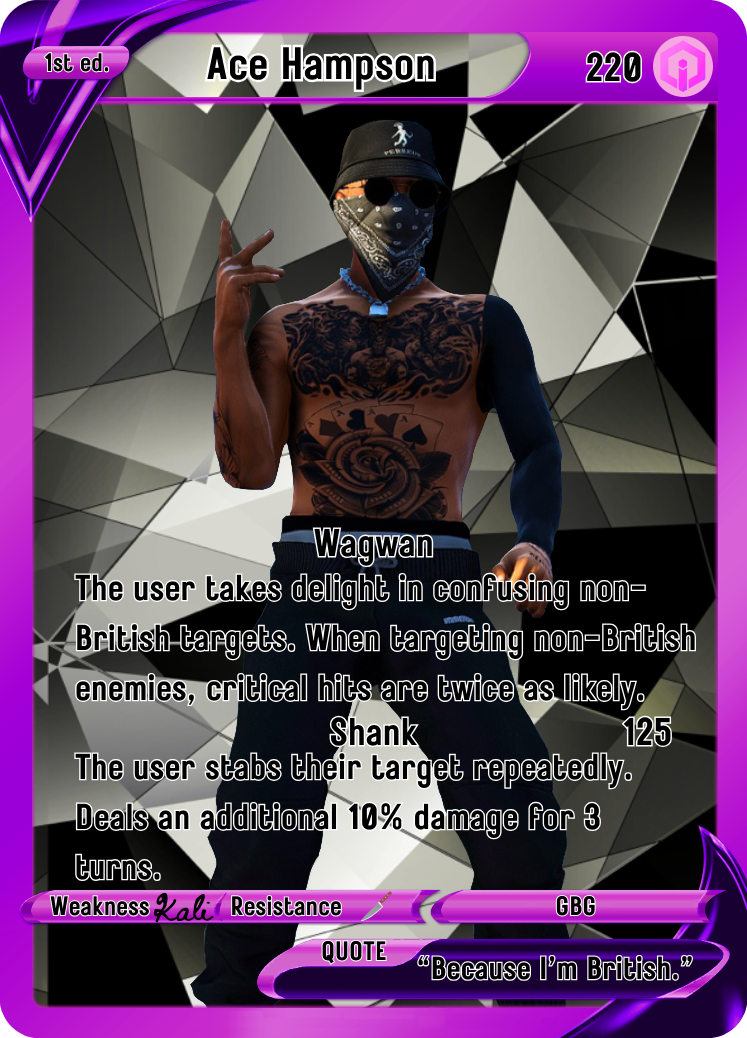 1st ed.
Ace Hampson
220
PERSEUS
Wagwan
The user takes delight in confusing non-
British targets. When targeting non-British
enemies, critical hits are twice as likely.
Shank 125
The user stabs their target repeatedly.
Deals an additional 10% damage for 3
turns.
Weakness Kali Resistance
GBG
QUOTE
“Because I’m British.”